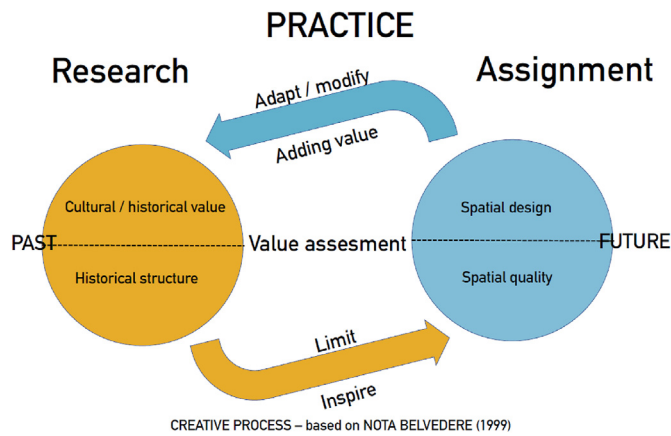 PRACTICE
Research
Assignment
Adapt / modify
Adding value
Cultural / historical value
Spatial design
PAST
Value assesment
FUTURE
Historical structure
Spatial quality
Limit
Inspire
CREATIVE PROCESS – based on NOTA BELVEDERE (1999)